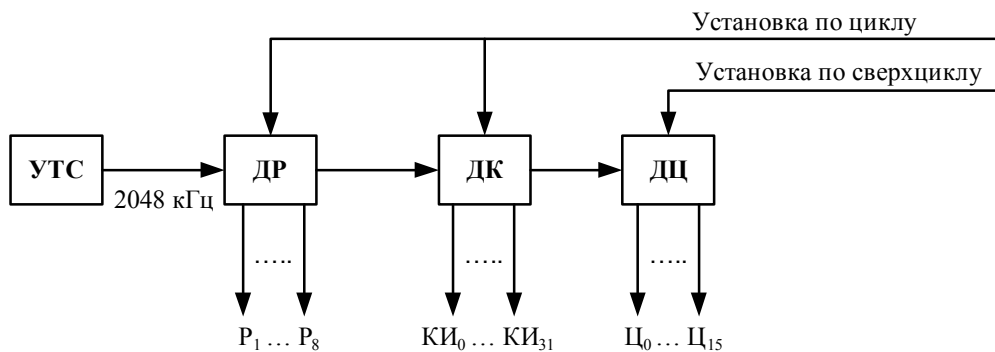 Установка по циклу
Установка по сверхциклу
УТС
ДР
ДК
ДЦ
2048 кГц
..... ..... .....
Р1 ... Р8
КИ0 ... КИ31
Ц0 ... Ц15